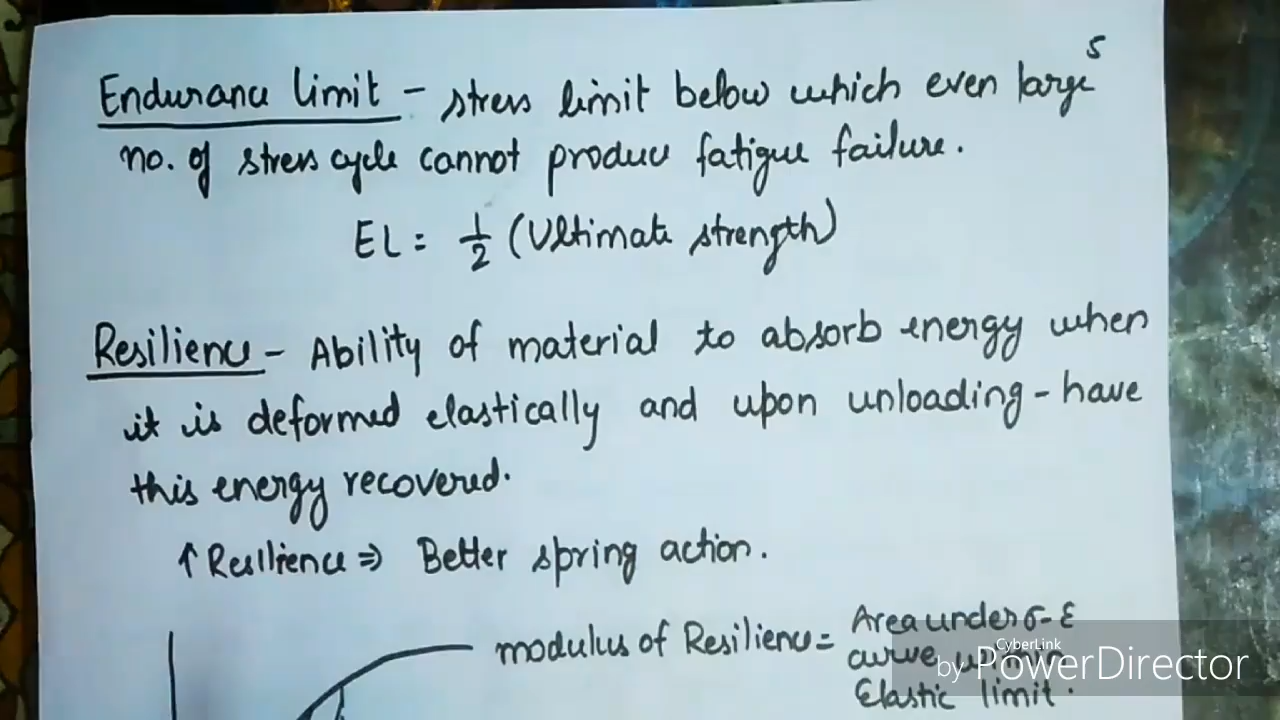 5
Endurance limit - stress limit below which even large
no. of stress cycle cannot produce fatigue failure.
EL = 1/2 (Ultimate strength)
Resilience - Ability of material to absorb energy when
it is deformed elastically and upon unloading - have
this energy recovered.
↑ Resilience ⇒ Better spring action.
modulus of Resilience = Area under σ-ε
curve
Elastic limit.
CyberLink
by PowerDirector